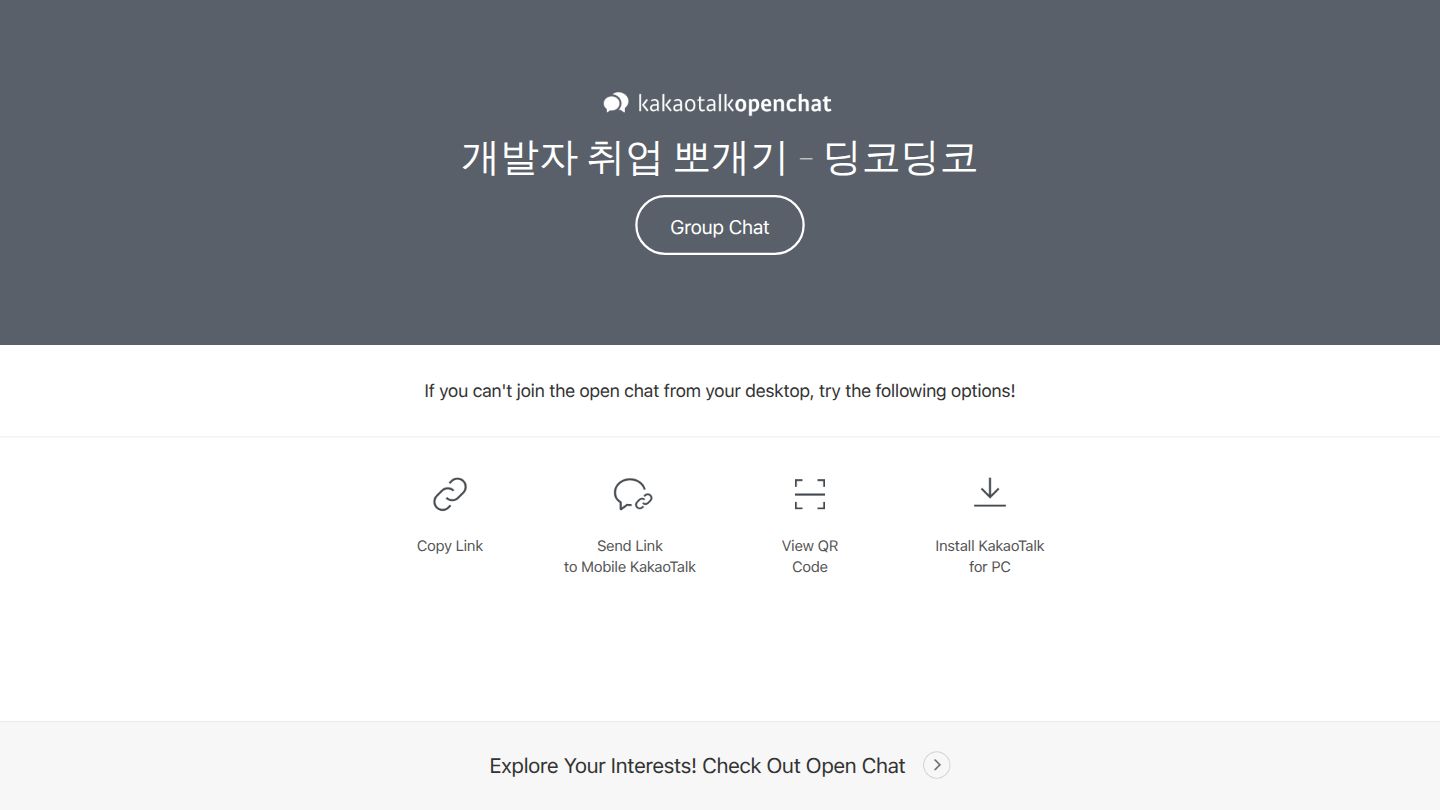 kakaotalkopenchat
개발자 취업 뽀개기 - 딩코딩코
Group Chat
If you can't join the open chat from your desktop, try the following options!
Copy Link
Send Link
to Mobile KakaoTalk
View QR
Code
Install KakaoTalk
for PC
Explore Your Interests! Check Out Open Chat